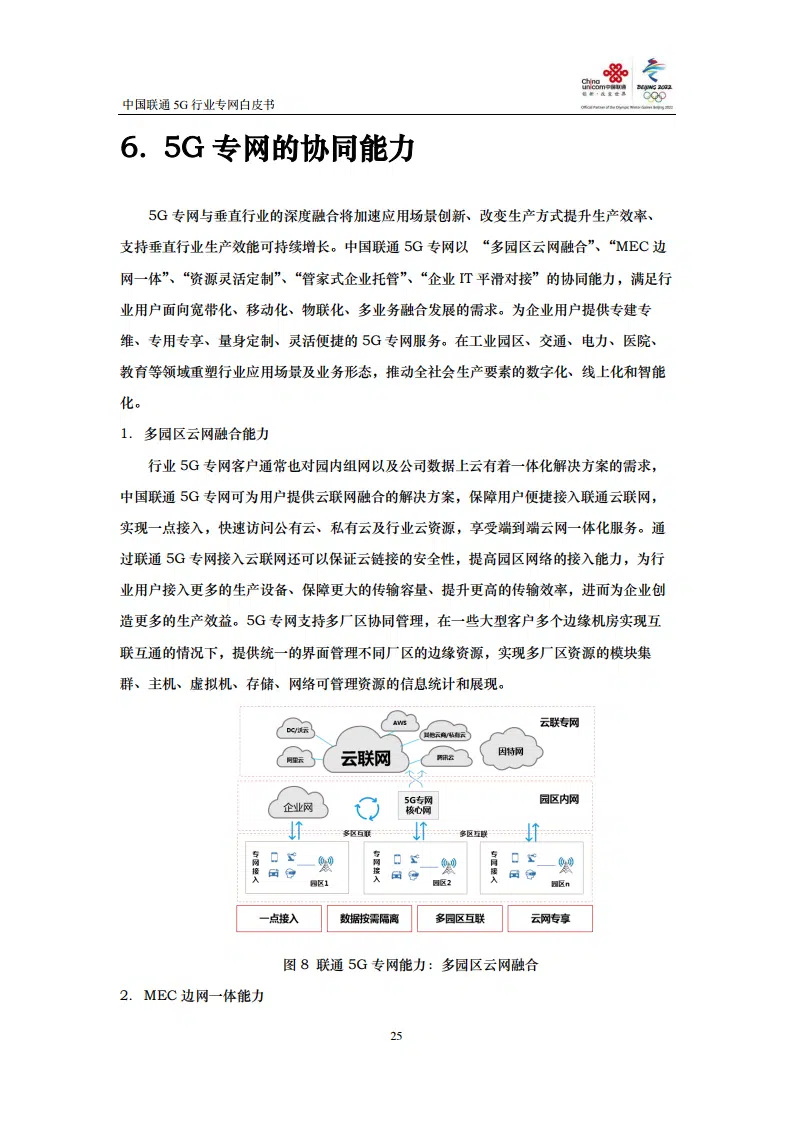 China
unicom中国联通
创新·改变世界
BEIJING 2022
Official Partner of the Olympic Winter Games Beijing 2022
中国联通 5G 行业专网白皮书
6. 5G 专网的协同能力
5G 专网与垂直行业的深度融合将加速应用场景创新、改变生产方式提升生产效率、
支持垂直行业生产效能可持续增长。中国联通 5G 专网以 “多园区云网融合”、“MEC 边
网一体”、“资源灵活定制”、“管家式企业托管”、“企业 IT 平滑对接” 的协同能力，满足行
业用户面向宽带化、移动化、物联化、多业务融合发展的需求。为企业用户提供专建专
维、专用专享、量身定制、灵活便捷的 5G 专网服务。在工业园区、交通、电力、医院、
教育等领域重塑行业应用场景及业务形态，推动全社会生产要素的数字化、线上化和智能
化。
1. 多园区云网融合能力
行业 5G 专网客户通常也对园内组网以及公司数据上云有着一体化解决方案的需求，
中国联通 5G 专网可为用户提供云联网融合的解决方案，保障用户便捷接入联通云联网，
实现一点接入，快速访问公有云、私有云及行业云资源，享受端到端云网一体化服务。通
过联通 5G 专网接入云联网还可以保证云链接的安全性，提高园区网络的接入能力，为行
业用户接入更多的生产设备、保障更大的传输容量、提升更高的传输效率，进而为企业创
造更多的生产效益。5G 专网支持多厂区协同管理，在一些大型客户多个边缘机房实现互
联互通的情况下，提供统一的界面管理不同厂区的边缘资源，实现多厂区资源的模块集
群、主机、虚拟机、存储、网络可管理资源的信息统计和展现。
云联专网
DC/沃云
AWS
其他云商/私有云
阿里云
云联网
腾讯云
因特网
园区内网
企业网
5G专网
核心网
多区互联
多区互联
专网接入
园区1
专网接入
园区2
专网接入
园区n
一点接入
数据按需隔离
多园区互联
云网专享
图 8 联通 5G 专网能力：多园区云网融合
2. MEC 边网一体能力
25